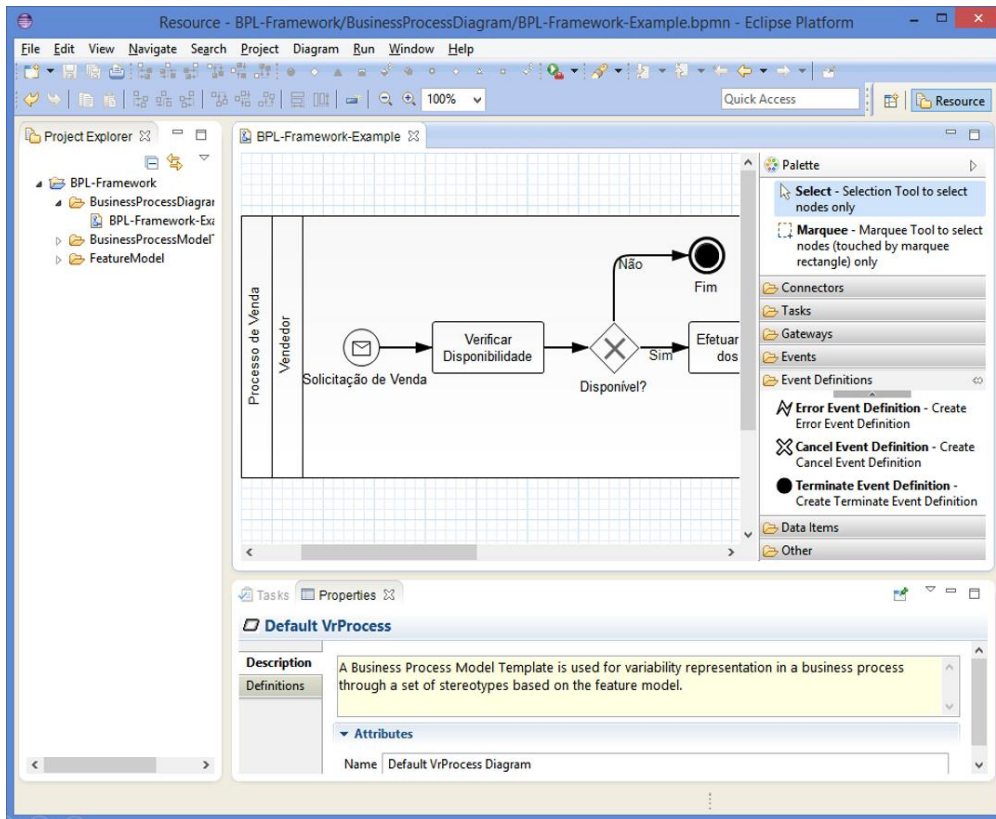 Resource - BPL-Framework/BusinessProcessDiagram/BPL-Framework-Example.bpmn - Eclipse Platform
File Edit View Navigate Search Project Diagram Run Window Help
100%
Quick Access
Resource
Project Explorer
BPL-Framework
BusinessProcessDiagrar
BPL-Framework-Exa
BusinessProcessModelT
FeatureModel
BPL-Framework-Example
Processo de Venda
Vendedor
Solicitação de Venda
Verificar
Disponibilidade
Disponível?
Não
Fim
Sim
Efetuar
dos
Palette
Select - Selection Tool to select
nodes only
Marquee - Marquee Tool to select
nodes (touched by marquee
rectangle) only
Connectors
Tasks
Gateways
Events
Event Definitions
Error Event Definition - Create
Error Event Definition
Cancel Event Definition - Create
Cancel Event Definition
Terminate Event Definition -
Create Terminate Event Definition
Data Items
Other
Tasks Properties
Default VrProcess
Description
Definitions
A Business Process Model Template is used for variability representation in a business process
through a set of stereotypes based on the feature model.
Attributes
Name Default VrProcess Diagram